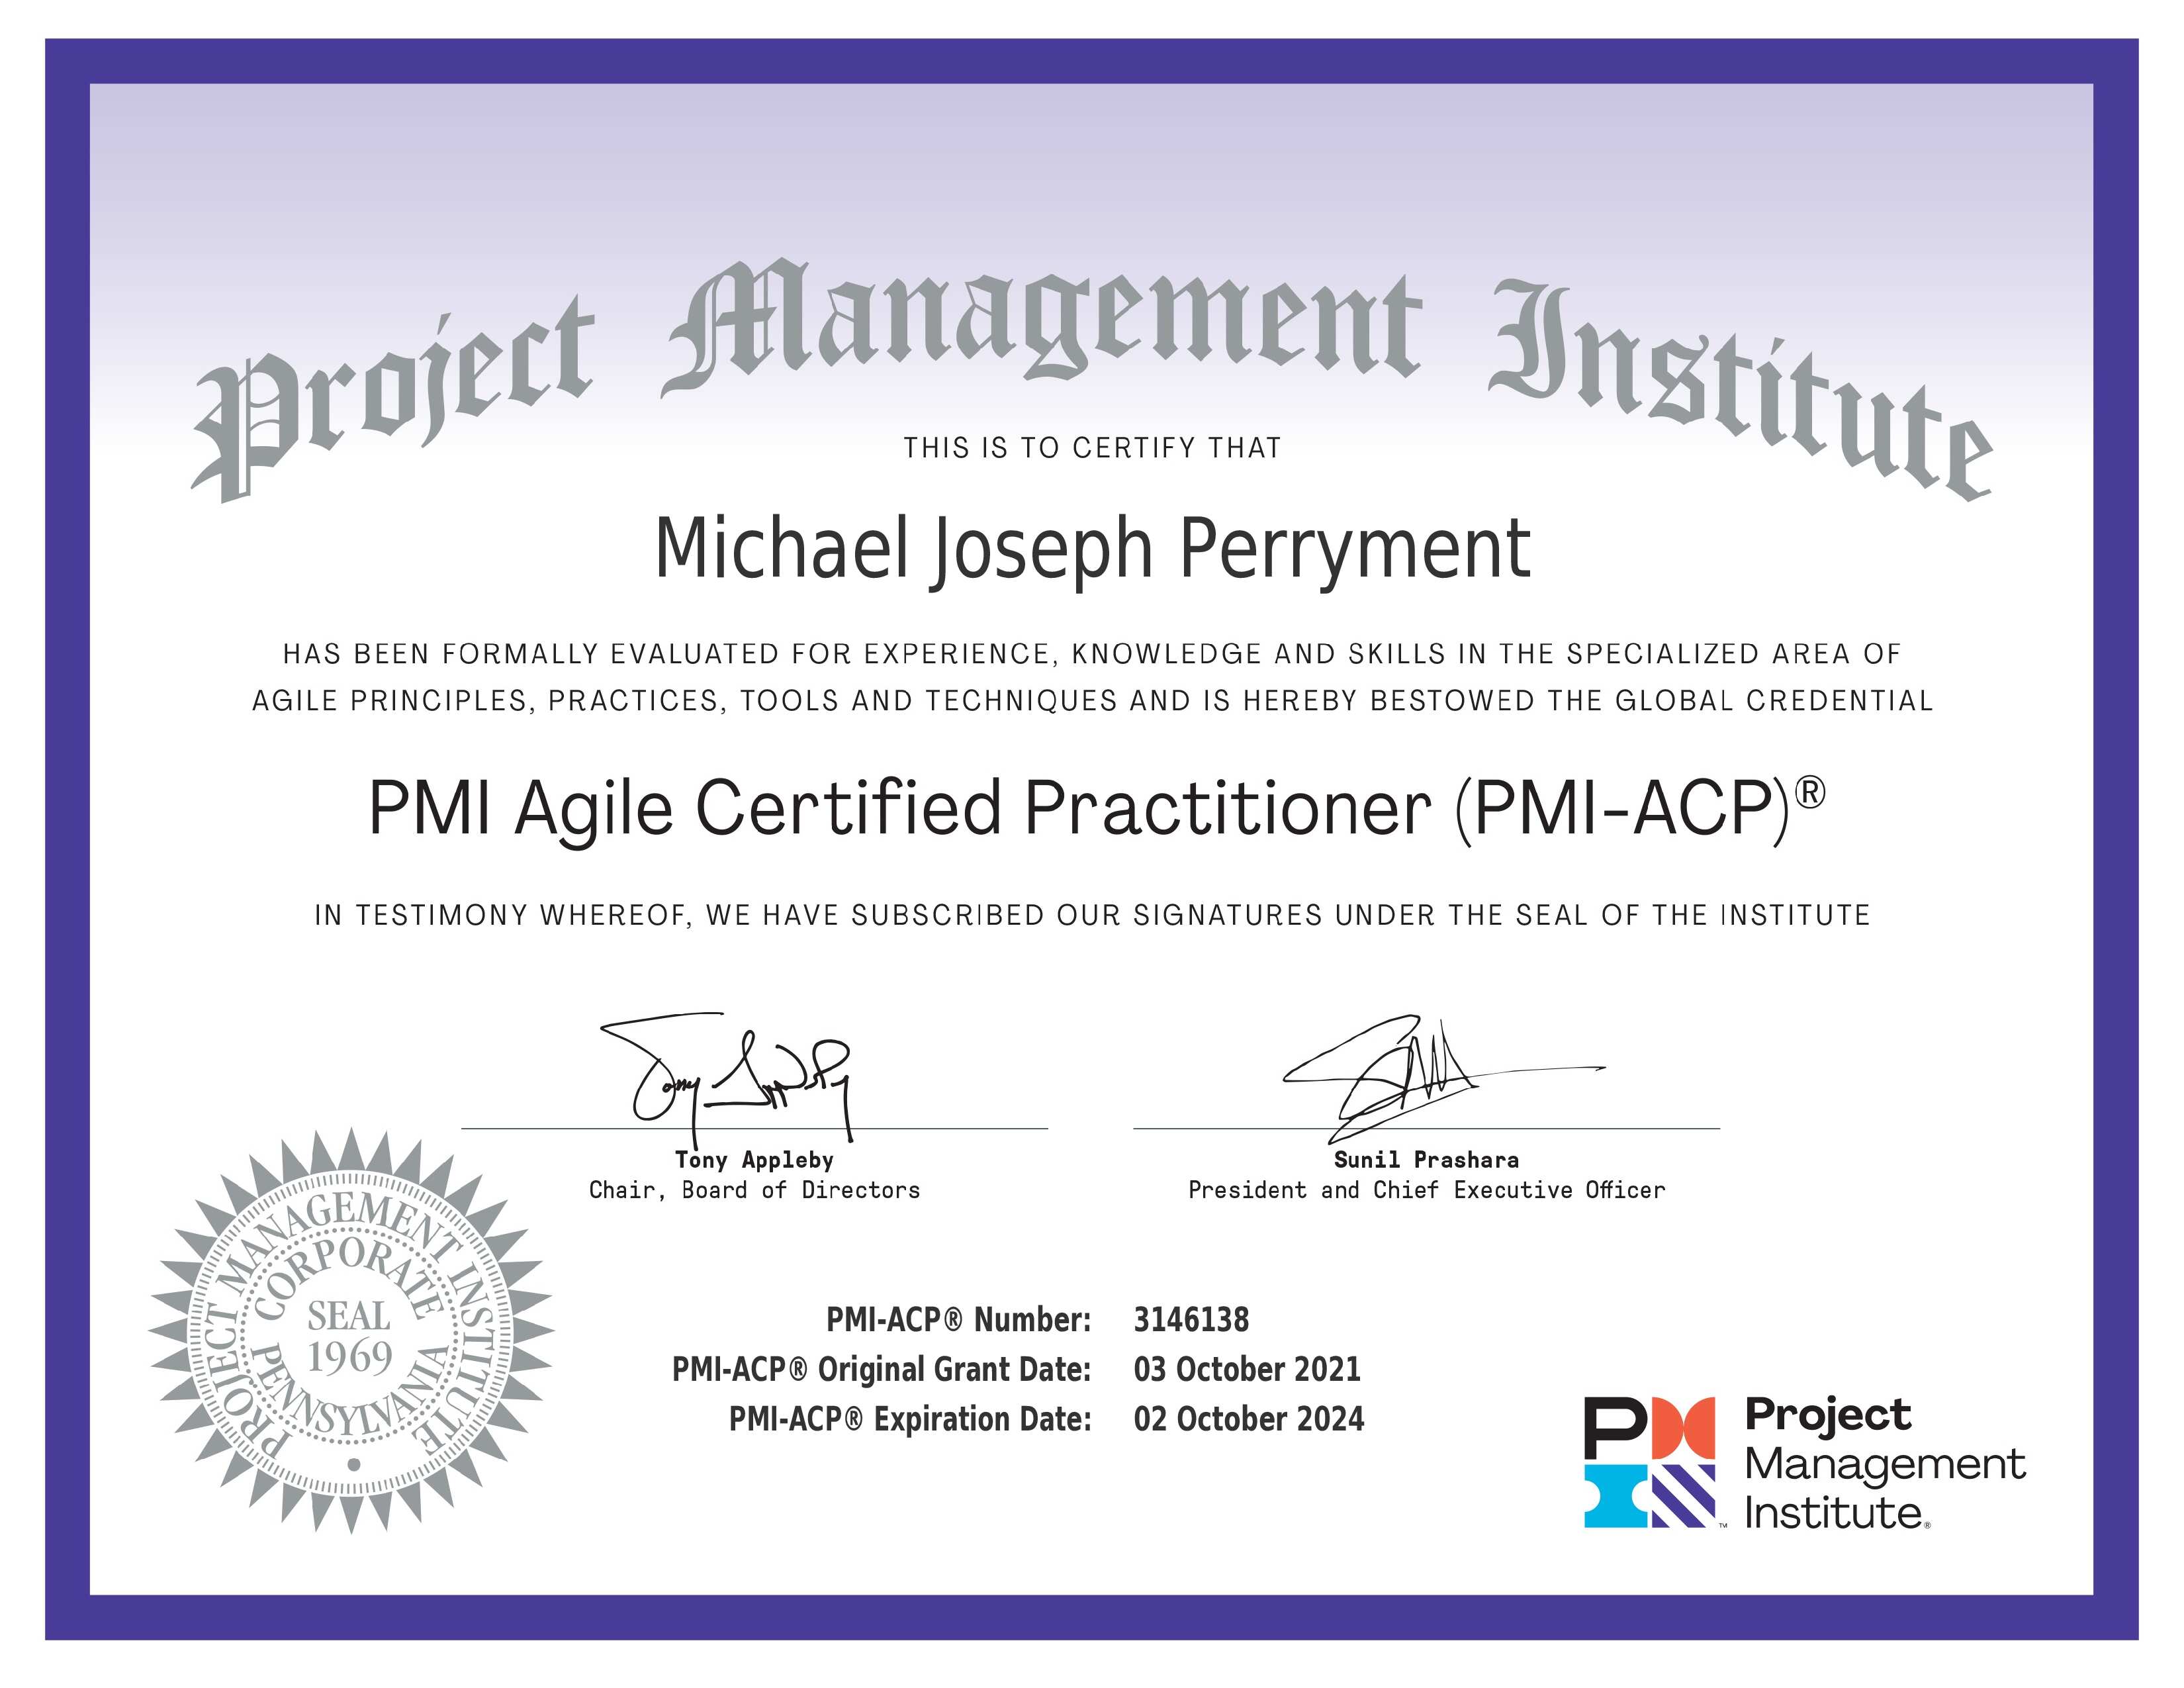 Project Management Institute
THIS IS TO CERTIFY THAT
Michael Joseph Perryment
HAS BEEN FORMALLY EVALUATED FOR EXPERIENCE, KNOWLEDGE AND SKILLS IN THE SPECIALIZED AREA OF
AGILE PRINCIPLES, PRACTICES, TOOLS AND TECHNIQUES AND IS HEREBY BESTOWED THE GLOBAL CREDENTIAL
PMI Agile Certified Practitioner (PMI-ACP)®
IN TESTIMONY WHEREOF, WE HAVE SUBSCRIBED OUR SIGNATURES UNDER THE SEAL OF THE INSTITUTE
Tony Appleby
Chair, Board of Directors
Sunil Prashara
President and Chief Executive Officer
PROJECT MANAGEMENT INSTITUTE
CORPORATE
SEAL
1969
PENNSYLVANIA
PMI-ACP® Number: 3146138
PMI-ACP® Original Grant Date: 03 October 2021
PMI-ACP® Expiration Date: 02 October 2024
Project
Management
Institute®
TM